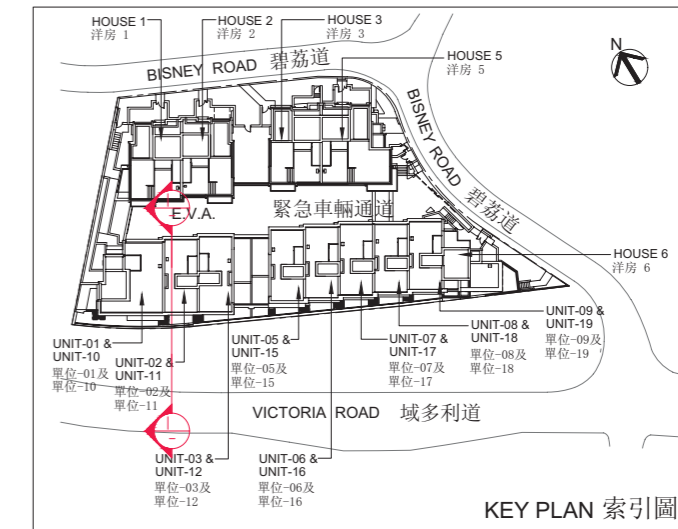 HOUSE 1
洋房 1
HOUSE 2
洋房 2
HOUSE 3
洋房 3
HOUSE 5
洋房 5
N
BISNEY ROAD 碧荔道
BISNEY ROAD 碧荔道
E.V.A. 緊急車輛通道
HOUSE 6
洋房 6
UNIT-01 &
UNIT-10
單位-01及
單位-10
UNIT-02 &
UNIT-11
單位-02及
單位-11
UNIT-05 &
UNIT-15
單位-05及
單位-15
UNIT-07 &
UNIT-17
單位-07及
單位-17
UNIT-08 &
UNIT-18
單位-08及
單位-18
UNIT-09 &
UNIT-19
單位-09及
單位-19
VICTORIA ROAD 域多利道
UNIT-03 &
UNIT-12
單位-03及
單位-12
UNIT-06 &
UNIT-16
單位-06及
單位-16
KEY PLAN 索引圖